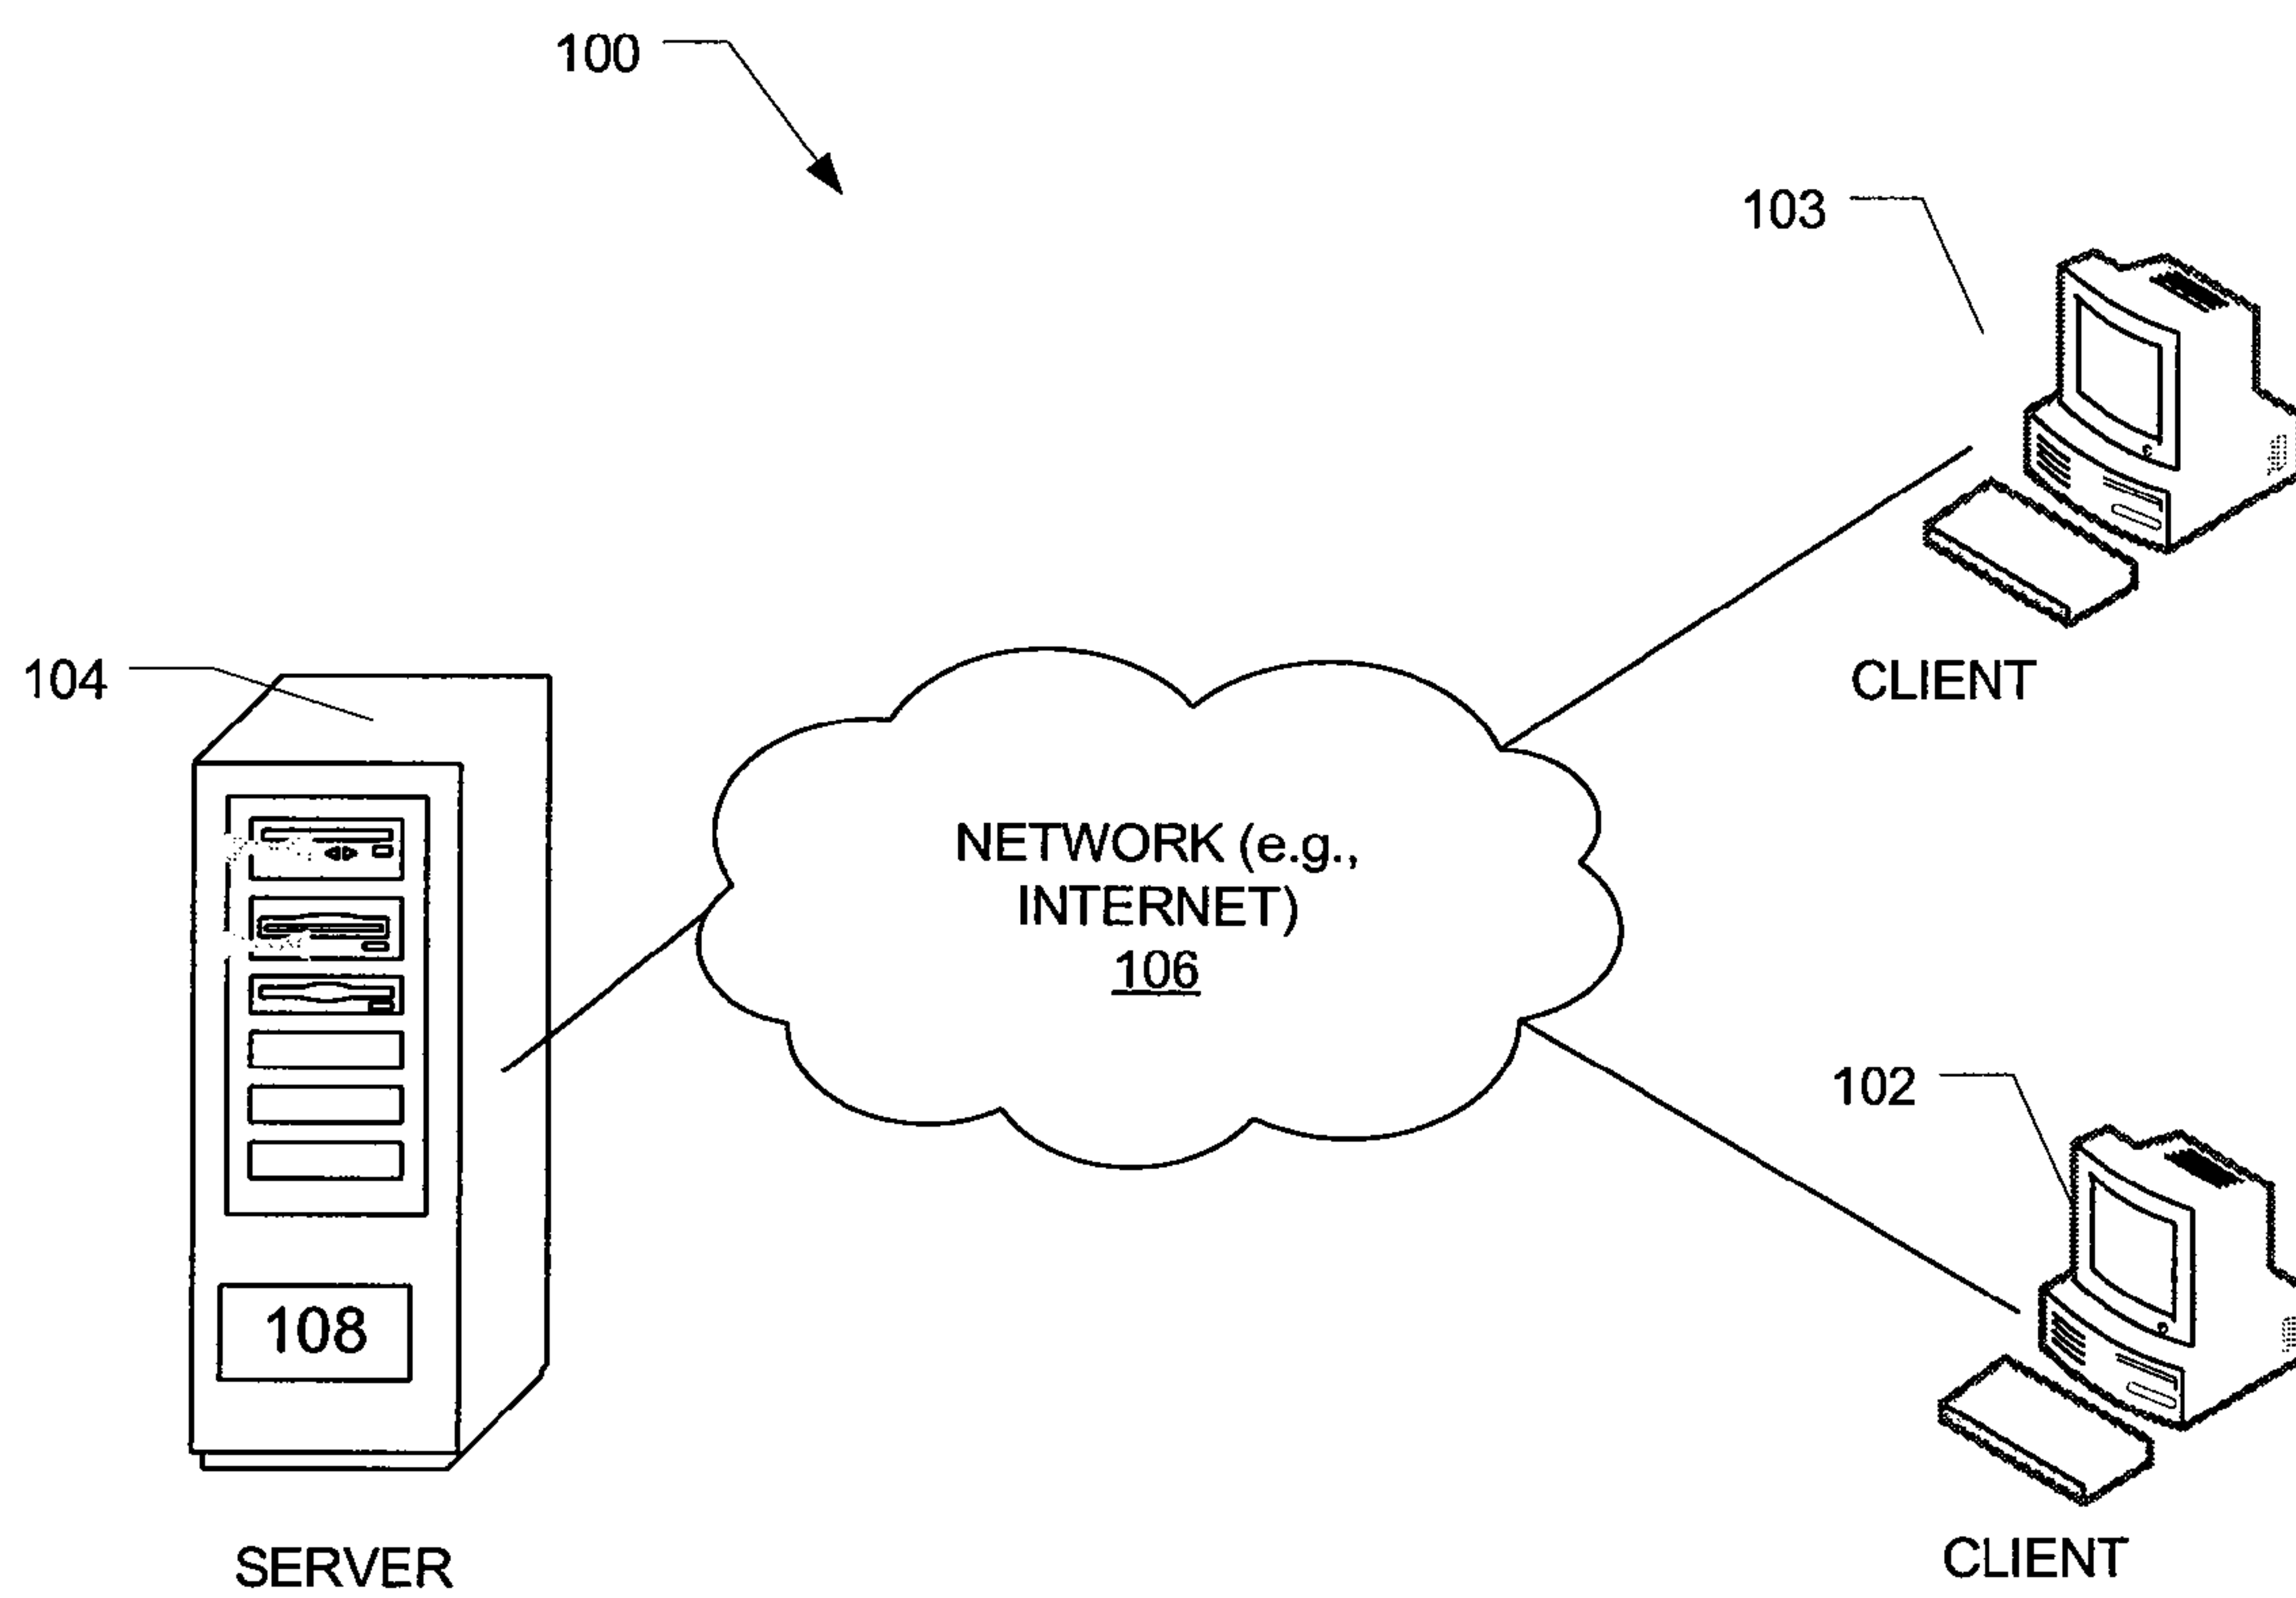 100
103
CLIENT
104
NETWORK (e.g.,
INTERNET)
106
102
108
SERVER
CLIENT